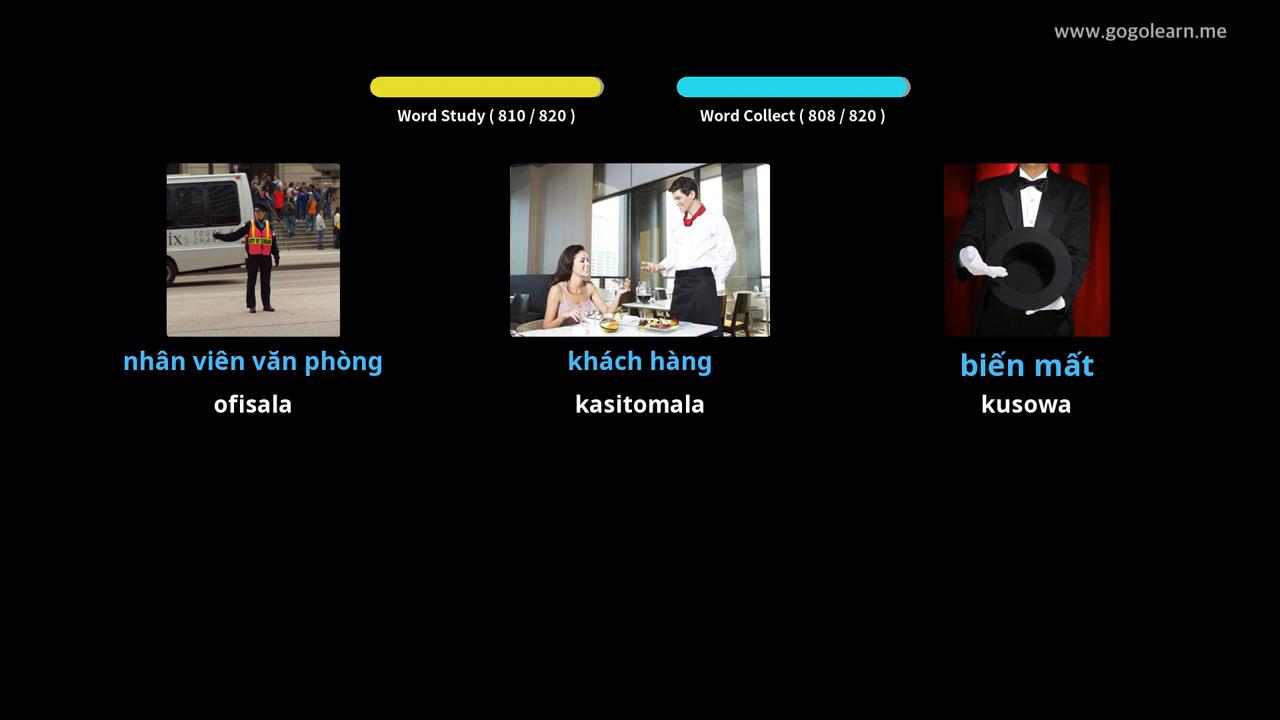 www.gogolearn.me
Word Study ( 810 / 820 )
Word Collect ( 808 / 820 )
nhân viên văn phòng
khách hàng
biến mất
ofisala
kasitomala
kusowa